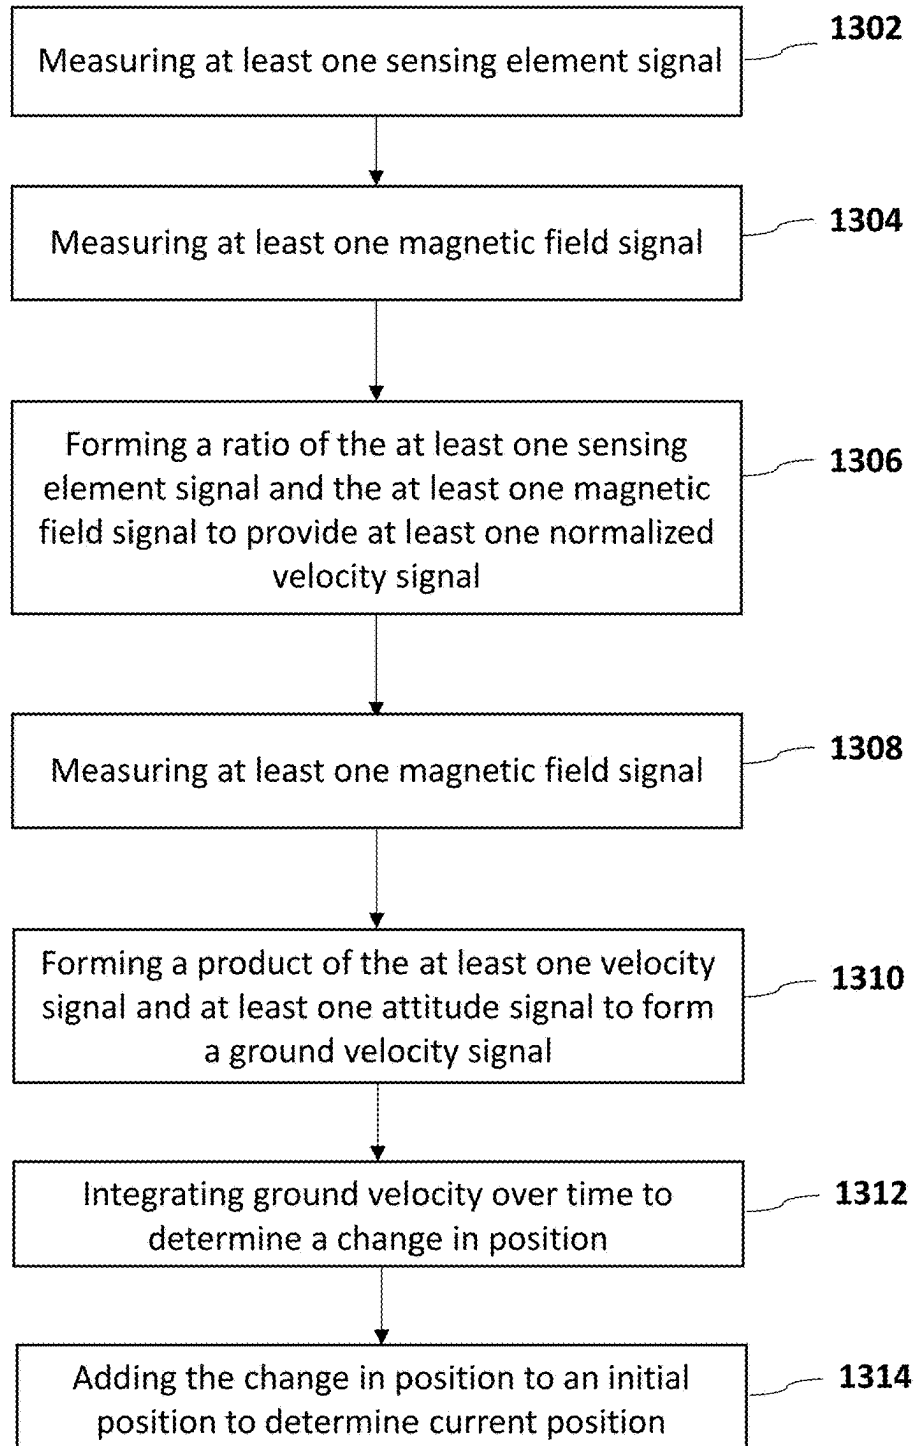 1302
Measuring at least one sensing element signal
1304
Measuring at least one magnetic field signal
1306
Forming a ratio of the at least one sensing
element signal and the at least one magnetic
field signal to provide at least one normalized
velocity signal
1308
Measuring at least one magnetic field signal
1310
Forming a product of the at least one velocity
signal and at least one attitude signal to form
a ground velocity signal
1312
Integrating ground velocity over time to
determine a change in position
1314
Adding the change in position to an initial
position to determine current position